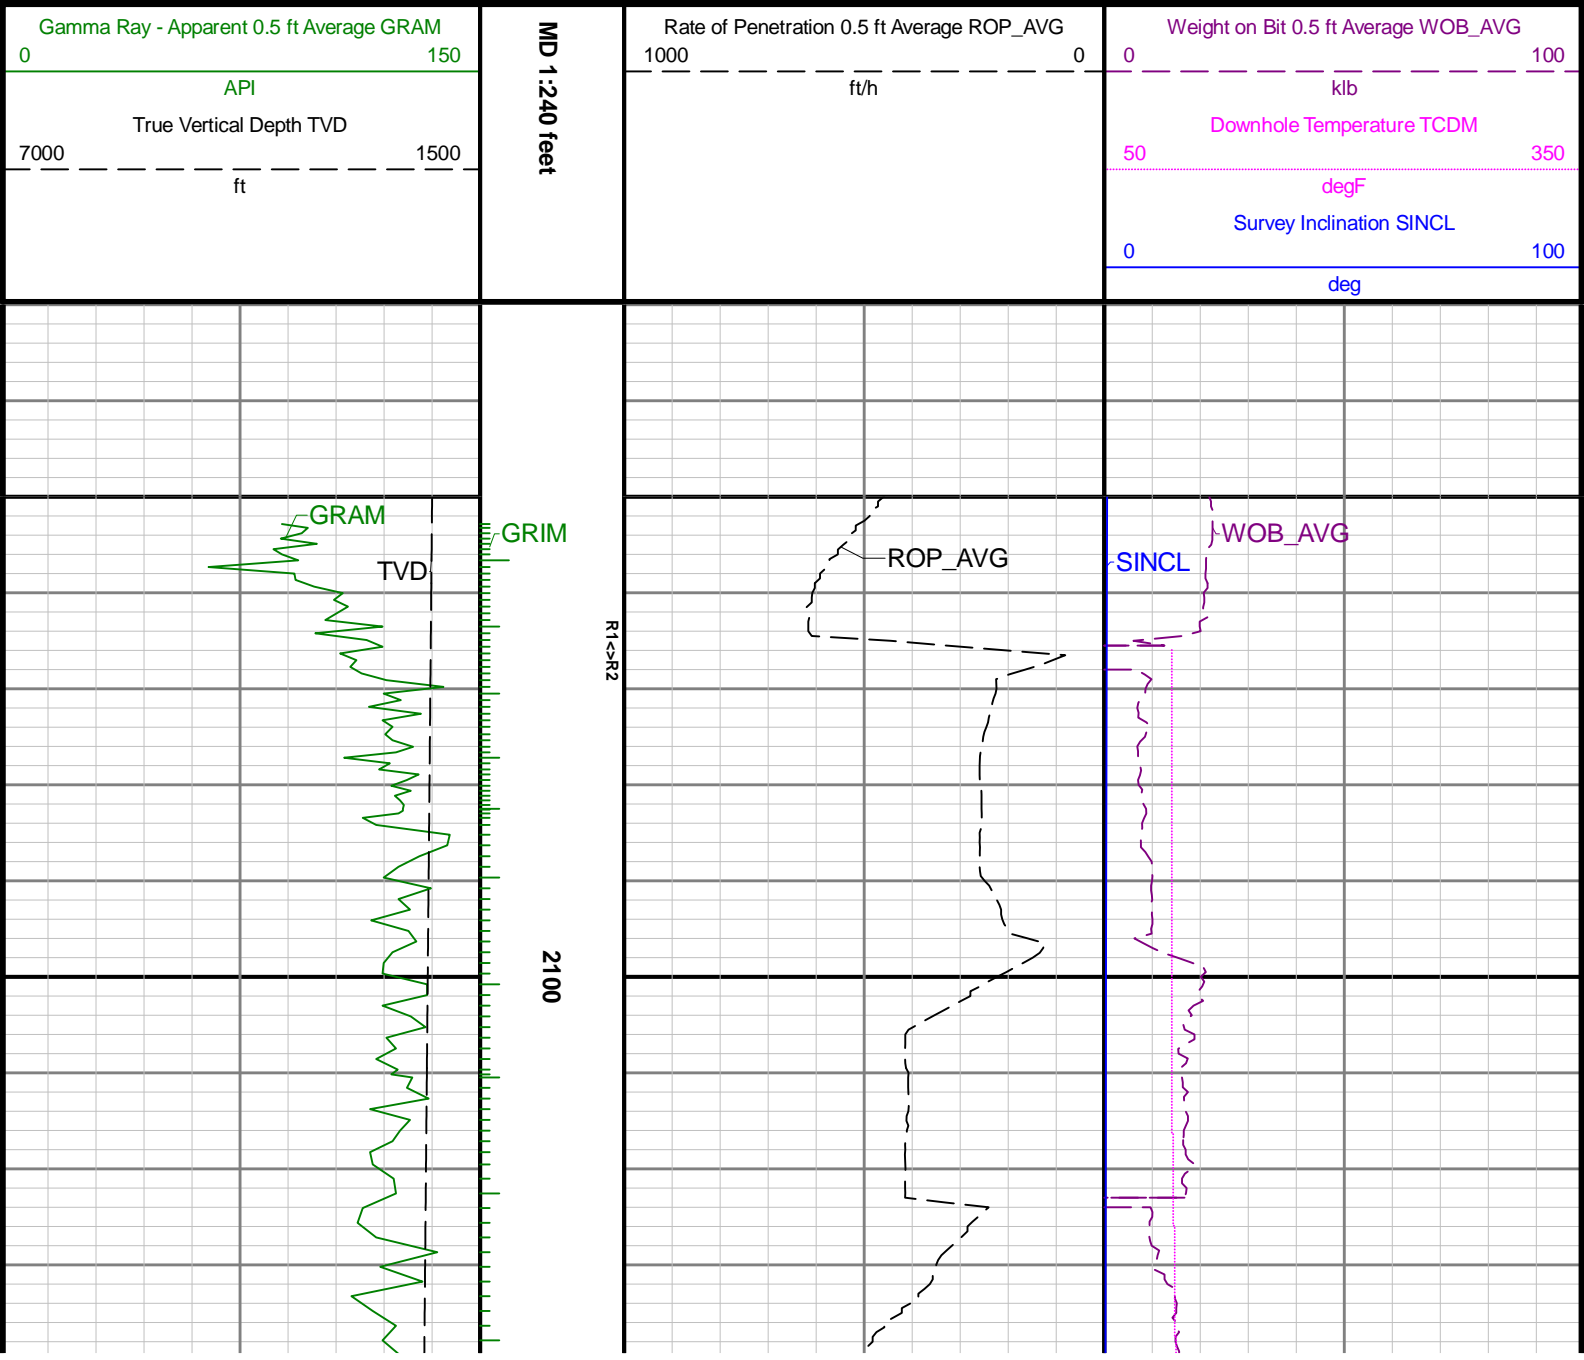 Gamma Ray - Apparent 0.5 ft Average GRAM
0 150
API
True Vertical Depth TVD
7000 1500
ft
MD 1:240 feet
Rate of Penetration 0.5 ft Average ROP_AVG
1000 0
ft/h
Weight on Bit 0.5 ft Average WOB_AVG
0 100
klb
Downhole Temperature TCDM
50 350
degF
Survey Inclination SINCL
0 100
deg
GRAM
GRIM
TVD
ROP_AVG
WOB_AVG
SINCL
R1<>R2
2100